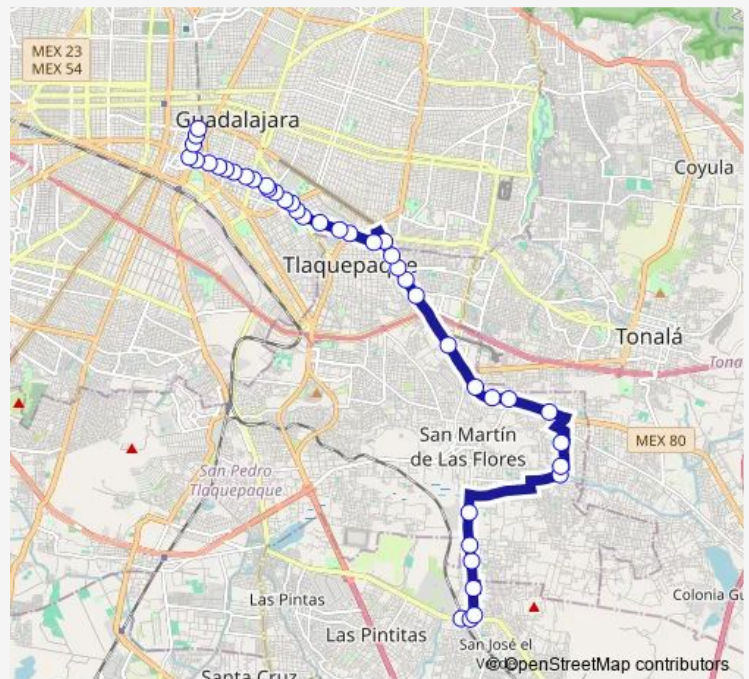 MEX 23
MEX 54
Guadalajara
Coyula
Tlaquepaque
Tonalá
Tona
San Martín
de Las Flores
MEX 80
San Pedro
Tlaquepaque
Las Pintas
Colonia Gu
Las Pintitas
San José el
Santa Cruz
© OpenStreetMap contributors